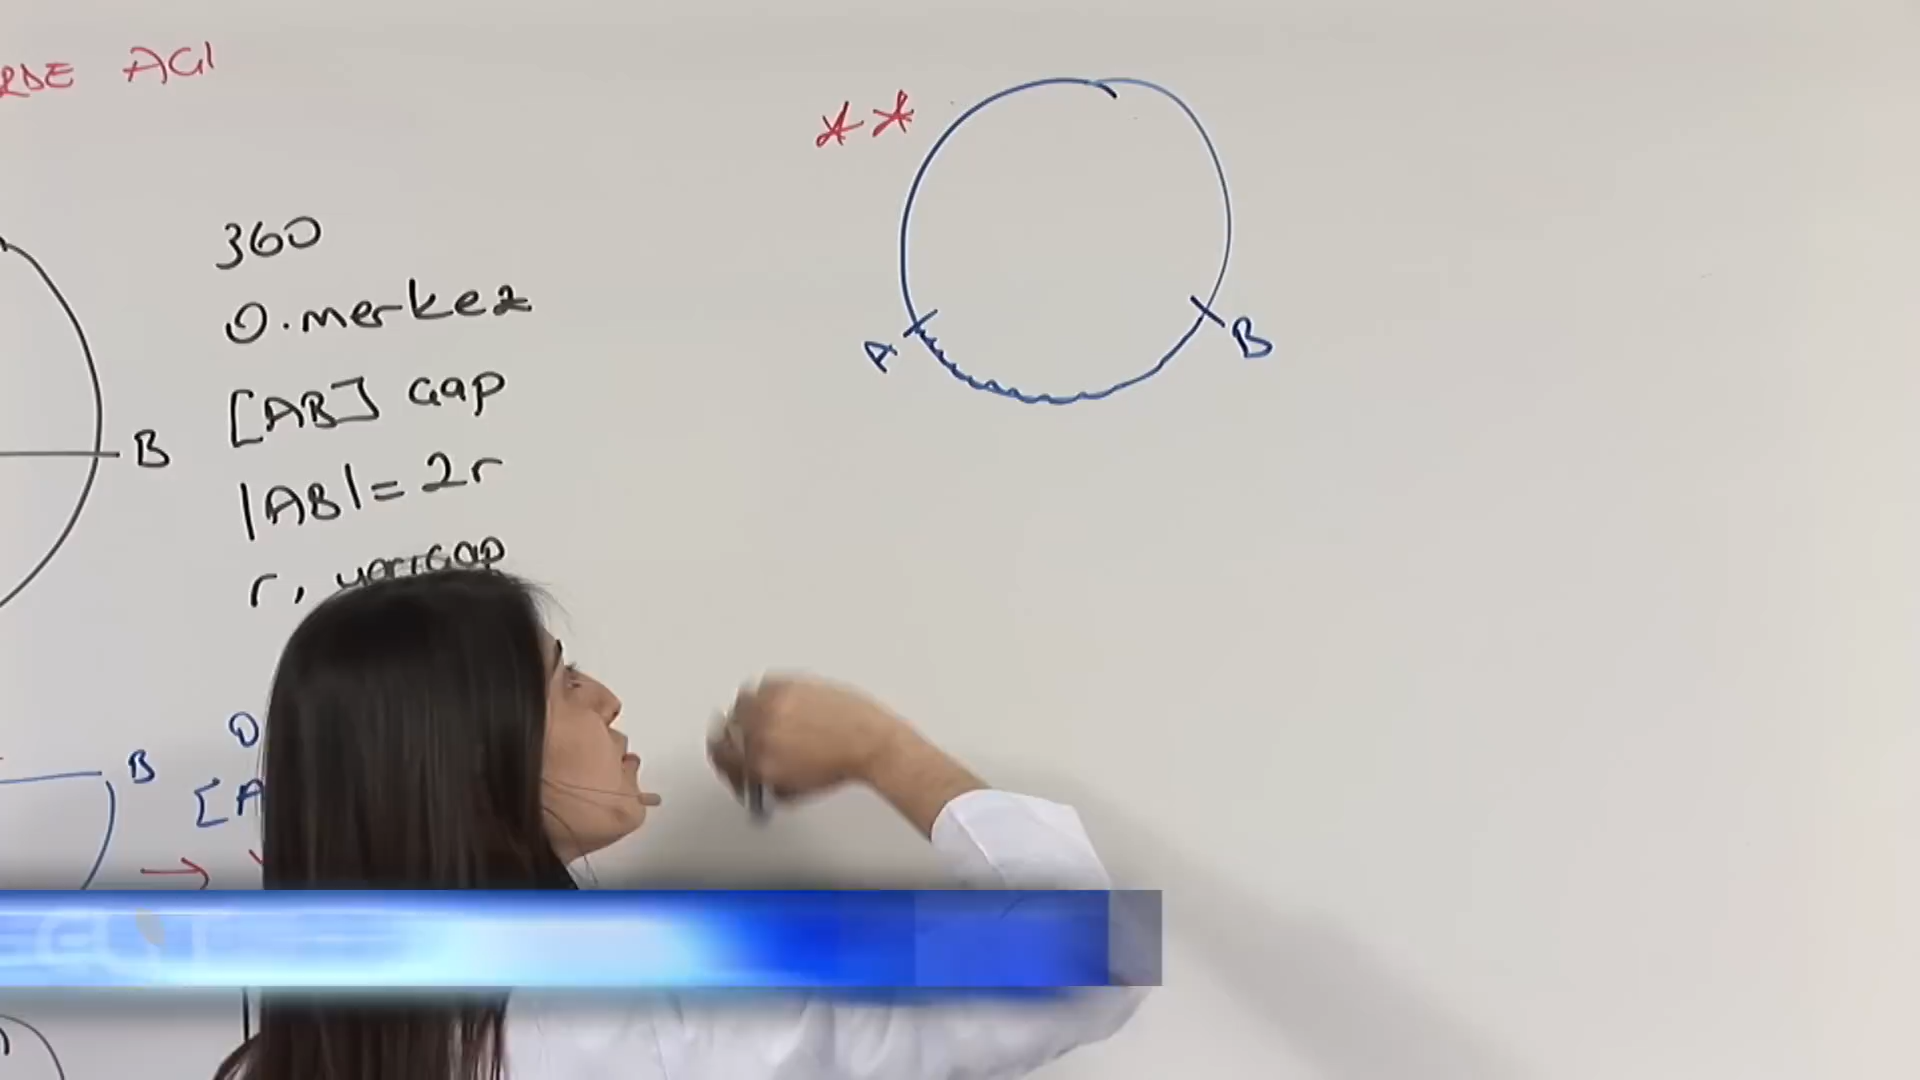 AÇI
360
O. merkez
[AB] çap
|AB| = 2r
r, yarıçap
A
B
B
B
O
[A